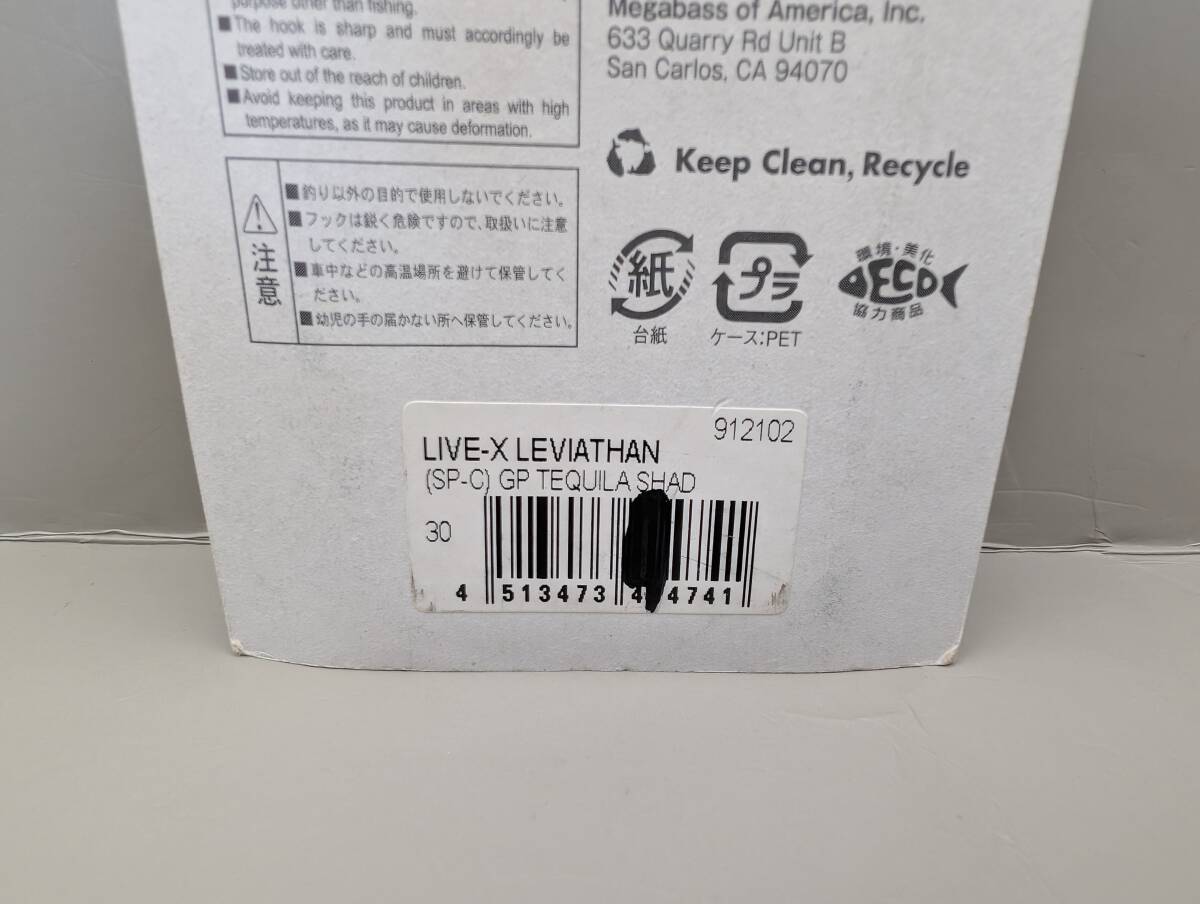 purpose other than fishing.
■The hook is sharp and must accordingly be
treated with care.
■Store out of the reach of children.
■Avoid keeping this product in areas with high
temperatures, as it may cause deformation.
Megabass of America, Inc.
633 Quarry Rd Unit B
San Carlos, CA 94070
Keep Clean, Recycle
注意
■釣り以外の目的で使用しないでください。
■フックは鋭く危険ですので、取扱いに注意
してください。
■車中などの高温場所を避けて保管してく
ださい。
■幼児の手の届かない所へ保管してください。
紙
台紙
プラ
ケース:PET
環境・美化
ECO
協力商品
912102
LIVE-X LEVIATHAN
(SP-C) GP TEQUILA SHAD
30
4 513473 4 4741